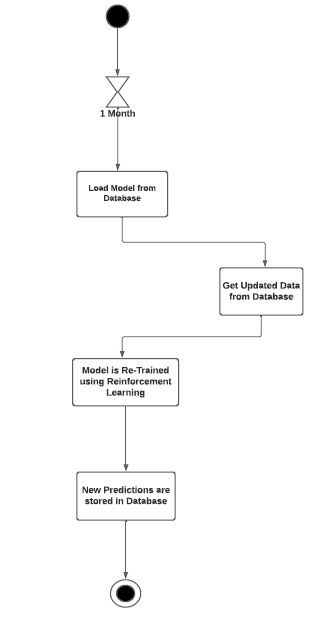 1 Month
Load Model from
Database
Get Updated Data
from Database
Model is Re-Trained
using Reinforcement
Learning
New Predictions are
stored in Database